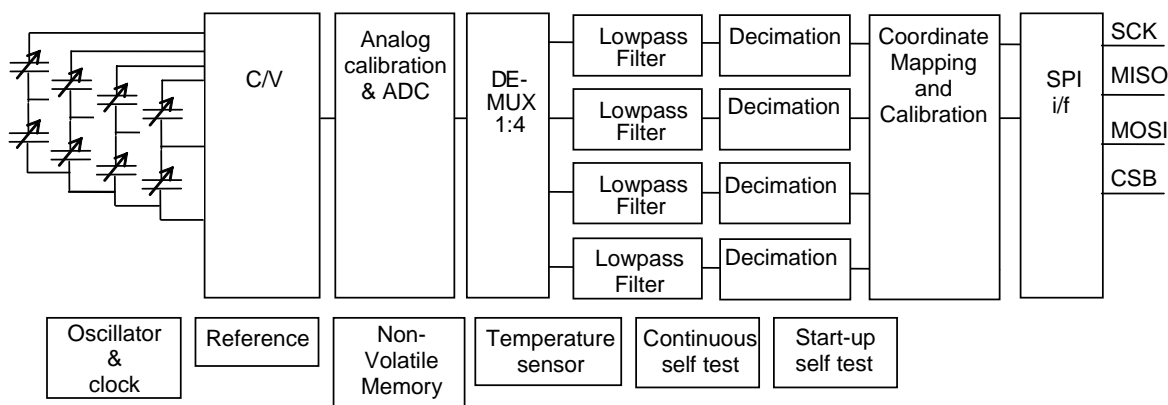 C/V
Analog
calibration
& ADC
DE-
MUX
1:4
Lowpass
Filter
Decimation
Lowpass
Filter
Decimation
Lowpass
Filter
Decimation
Lowpass
Filter
Decimation
Coordinate
Mapping
and
Calibration
SPI
i/f
SCK
MISO
MOSI
CSB
Oscillator
&
clock
Reference
Non-
Volatile
Memory
Temperature
sensor
Continuous
self test
Start-up
self test